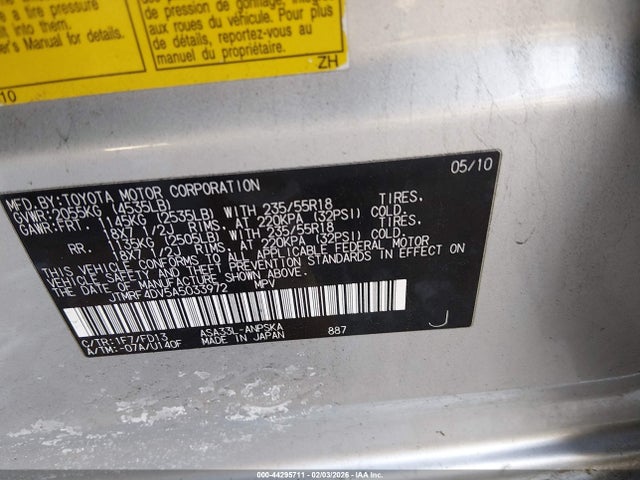 a tire pressure
t into them.
er's Manual for details.
10
de pression de gonflage, intégré
aux roues du véhicule. Pour plus
de détails, reportez-vous au
manuel du propriétaire.
ZH
05/10
MFD. BY: TOYOTA MOTOR CORPORATION
GVWR: 2055KG (4535LB)
GAWR: FRT. 1145KG (2535LB) WITH 235/55R18 TIRES,
18X7 1/2J RIMS, AT 220KPA (32PSI) COLD.
RR. 1135KG (2505LB) WITH 235/55R18 TIRES,
18X7 1/2J RIMS, AT 220KPA (32PSI) COLD.
THIS VEHICLE CONFORMS TO ALL APPLICABLE FEDERAL MOTOR
VEHICLE SAFETY AND THEFT PREVENTION STANDARDS IN EFFECT ON
THE DATE OF MANUFACTURE SHOWN ABOVE.
JTMRF4DV5A5033972 MPV
C/TR: 1F7/FD13 ASA33L-ANPSKA 887
A/TM: -07A/U140F MADE IN JAPAN
J
000-44295711 - 02/03/2026 - IAA Inc.